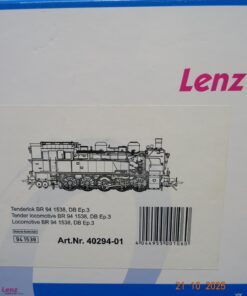 Lenz
Tenderlok BR 94 1538, DB Ep.3
Tender locomotive BR 94 1538, DB Ep.3
Locomotive BR 94 1538, DB Ep.3
94 1538
Art.Nr. 40294-01
Lenz
21 10 2025